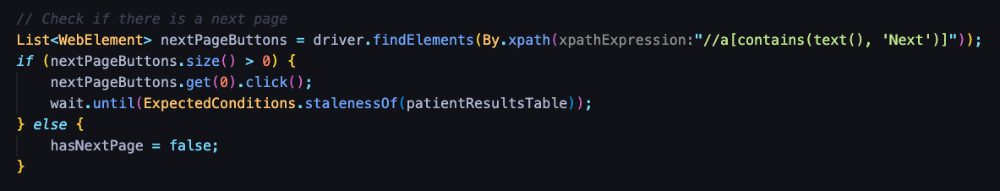 // Check if there is a next page
List<WebElement> nextPageButtons = driver.findElements(By.xpath(xpathExpression:"//a[contains(text(), 'Next')]"));
if (nextPageButtons.size() > 0) {
    nextPageButtons.get(0).click();
    wait.until(ExpectedConditions.stalenessOf(patientResultsTable));
} else {
    hasNextPage = false;
}